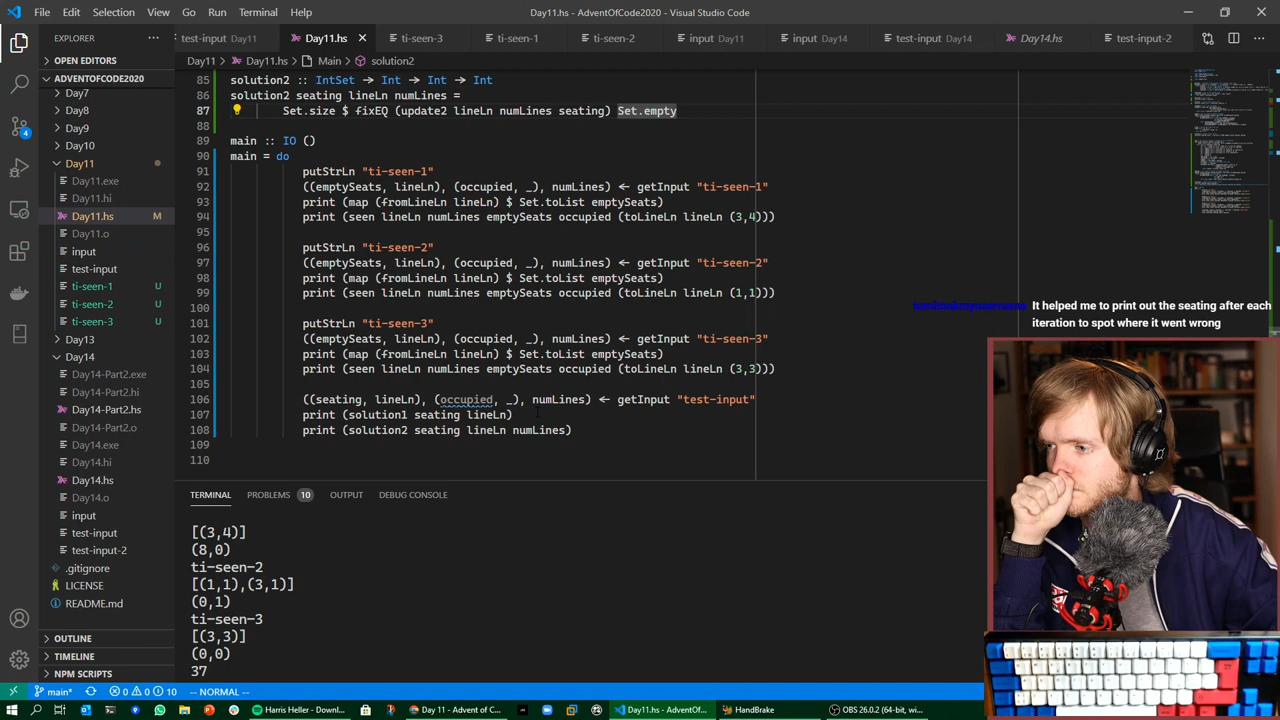 File Edit Selection View Go Run Terminal Help
Day11.hs - AdventOfCode2020 - Visual Studio Code
EXPLORER
test-input Day11
Day11.hs
ti-seen-3
ti-seen-1
ti-seen-2
input Day11
input Day14
test-input Day14
Day14.hs
test-input-2
OPEN EDITORS
ADVENTOFCODE2020
Day7
Day8
Day9
Day10
Day11
Day11.exe
Day11.hi
Day11.hs M
Day11.o
input
test-input
ti-seen-1 U
ti-seen-2 U
ti-seen-3 U
Day13
Day14
Day14-Part2.exe
Day14-Part2.hi
Day14-Part2.hs
Day14-Part2.o
Day14.exe
Day14.hi
Day14.hs
Day14.o
input
test-input
test-input-2
.gitignore
LICENSE
README.md
OUTLINE
TIMELINE
NPM SCRIPTS
Day11 > Day11.hs > Main > solution2
85 solution2 :: IntSet → Int → Int → Int
86 solution2 seating lineLn numLines =
87 Set.size $ fixEQ (update2 lineLn numLines seating) Set.empty
88
89 main :: IO ()
90 main = do
91 putStrLn "ti-seen-1"
92 ((emptySeats, lineLn), (occupied, _), numLines) ← getInput "ti-seen-1"
93 print (map (fromLineLn lineLn) $ Set.toList emptySeats)
94 print (seen lineLn numLines emptySeats occupied (toLineLn lineLn (3,4)))
95
96 putStrLn "ti-seen-2"
97 ((emptySeats, lineLn), (occupied, _), numLines) ← getInput "ti-seen-2"
98 print (map (fromLineLn lineLn) $ Set.toList emptySeats)
99 print (seen lineLn numLines emptySeats occupied (toLineLn lineLn (1,1)))
100
101 putStrLn "ti-seen-3"
102 ((emptySeats, lineLn), (occupied, _), numLines) ← getInput "ti-seen-3"
103 print (map (fromLineLn lineLn) $ Set.toList emptySeats)
104 print (seen lineLn numLines emptySeats occupied (toLineLn lineLn (3,3)))
105
106 ((seating, lineLn), (occupied, _), numLines) ← getInput "test-input"
107 print (solution1 seating lineLn)
108 print (solution2 seating lineLn numLines)
109
110
It helped me to print out the seating after each
iteration to spot where it went wrong
TERMINAL PROBLEMS 10 OUTPUT DEBUG CONSOLE
[(3,4)]
(8,0)
ti-seen-2
[(1,1),(3,1)]
(0,1)
ti-seen-3
[(3,3)]
(0,0)
37
4
main* 0 0 10 -- NORMAL --
Harris Heller - Downl...
Day 11 - Advent of C...
Day11.hs - AdventOf...
HandBrake
OBS 26.0.2 (64-bit, wi...